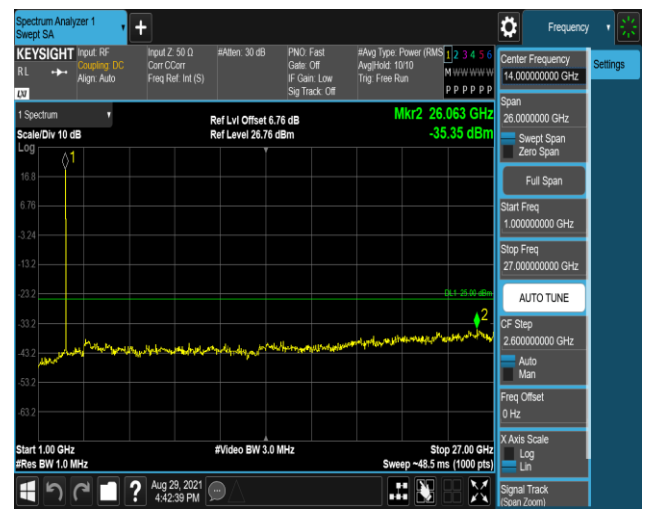 Spectrum Analyzer 1
Swept SA
Frequency
KEYSIGHT
RL
Input: RF
Coupling: DC
Align: Auto
Input Z: 50 Ω
Corr CCorr
Freq Ref: Int (S)
#Atten: 30 dB
PNO: Fast
Gate: Off
IF Gain: Low
Sig Track: Off
#Avg Type: Power (RMS
Avg|Hold: 10/10
Trig: Free Run
1 2 3 4 5 6
M W W W W W
P P P P P P
LXI
1 Spectrum
Scale/Div 10 dB
Ref Lvl Offset 6.76 dB
Ref Level 26.76 dBm
Mkr2 26.063 GHz
-35.35 dBm
Log
1
16.8
6.76
-3.24
-13.2
-23.2
-33.2
-43.2
-53.2
-63.2
DL1 -25.00 dBm
2
Start 1.00 GHz
#Res BW 1.0 MHz
#Video BW 3.0 MHz
Stop 27.00 GHz
Sweep ~48.5 ms (1000 pts)
Aug 29, 2021
4:42:39 PM
Center Frequency
14.000000000 GHz
Settings
Span
26.0000000 GHz
Swept Span
Zero Span
Full Span
Start Freq
1.000000000 GHz
Stop Freq
27.000000000 GHz
AUTO TUNE
CF Step
2.600000000 GHz
Auto
Man
Freq Offset
0 Hz
X Axis Scale
Log
Lin
Signal Track
(Span Zoom)